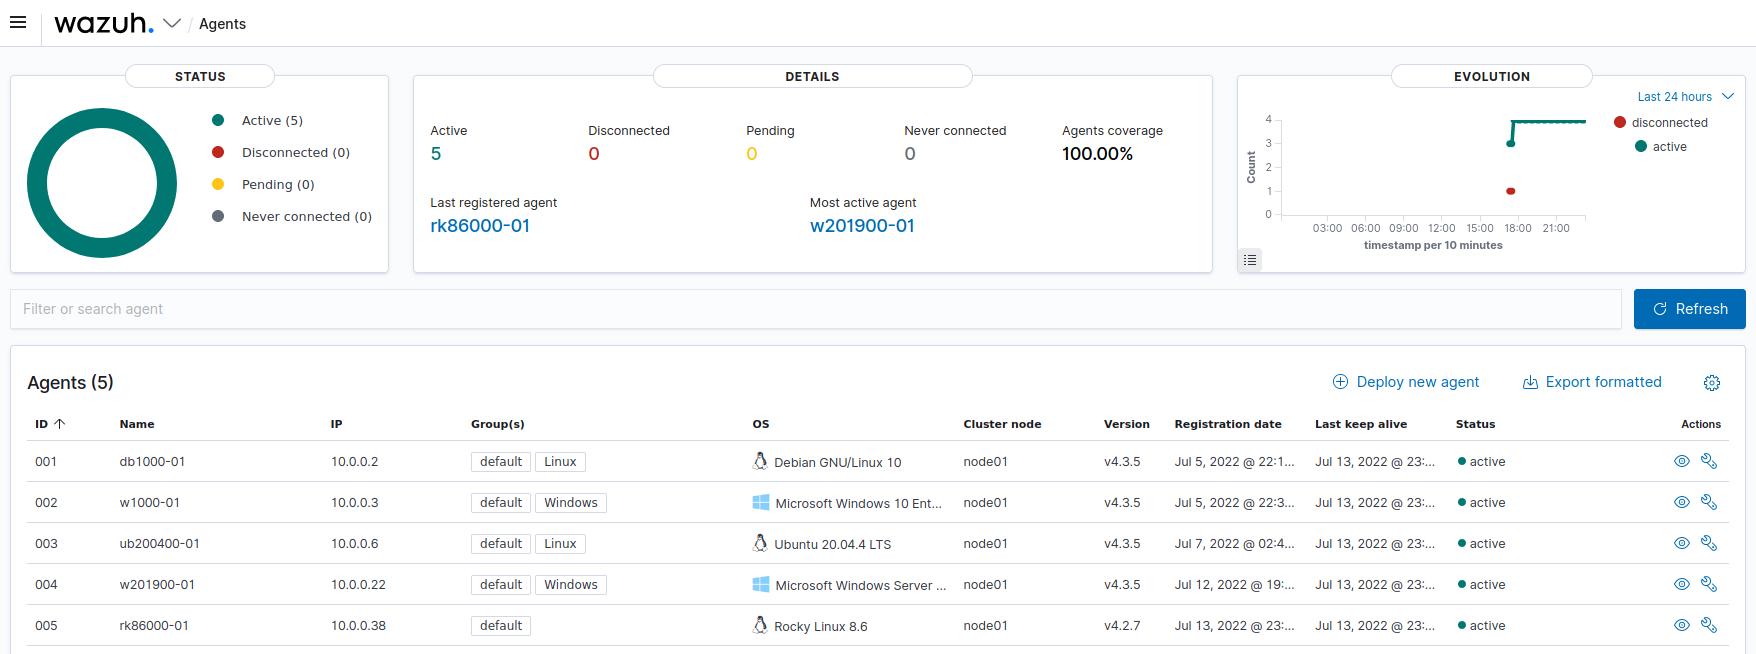 wazuh. / Agents
STATUS
Active (5)
Disconnected (0)
Pending (0)
Never connected (0)
DETAILS
Active Disconnected Pending Never connected Agents coverage
5 0 0 0 100.00%
Last registered agent Most active agent
rk86000-01 w201900-01
EVOLUTION
Last 24 hours
disconnected
active
Count
4
3
2
1
0
03:00 06:00 09:00 12:00 15:00 18:00 21:00
timestamp per 10 minutes
Filter or search agent Refresh
Agents (5) Deploy new agent Export formatted
ID Name IP Group(s) OS Cluster node Version Registration date Last keep alive Status Actions
001 db1000-01 10.0.0.2 default Linux Debian GNU/Linux 10 node01 v4.3.5 Jul 5, 2022 @ 22:1... Jul 13, 2022 @ 23:... active
002 w1000-01 10.0.0.3 default Windows Microsoft Windows 10 Ent... node01 v4.3.5 Jul 5, 2022 @ 22:3... Jul 13, 2022 @ 23:... active
003 ub200400-01 10.0.0.6 default Linux Ubuntu 20.04.4 LTS node01 v4.3.5 Jul 7, 2022 @ 02:4... Jul 13, 2022 @ 23:... active
004 w201900-01 10.0.0.22 default Windows Microsoft Windows Server ... node01 v4.3.5 Jul 12, 2022 @ 19:... Jul 13, 2022 @ 23:... active
005 rk86000-01 10.0.0.38 default Rocky Linux 8.6 node01 v4.2.7 Jul 13, 2022 @ 23:... Jul 13, 2022 @ 23:... active